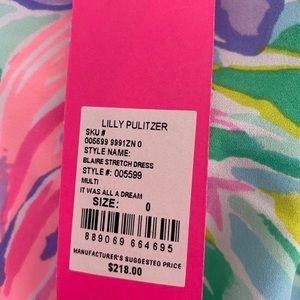 LILLY PULITZER
SKU #
005599 9991ZN 0
STYLE NAME:
BLAIRE STRETCH DRESS
STYLE #: 005599
MULTI
IT WAS ALL A DREAM
SIZE: 0
889069 664695
MANUFACTURER'S SUGGESTED PRICE
$218.00